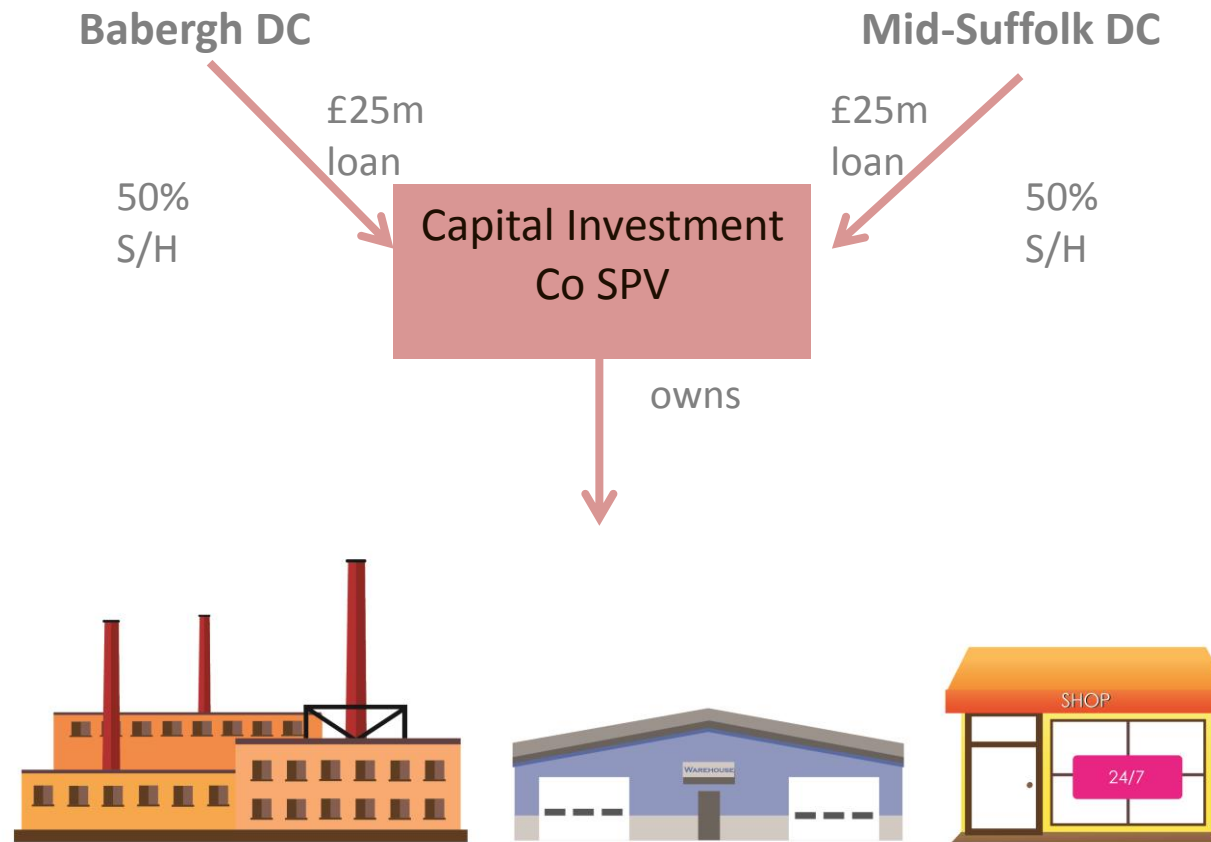 Babergh DC
Mid-Suffolk DC
£25m
loan
£25m
loan
50%
S/H
50%
S/H
Capital Investment
Co SPV
owns
WAREHOUSE
SHOP
24/7